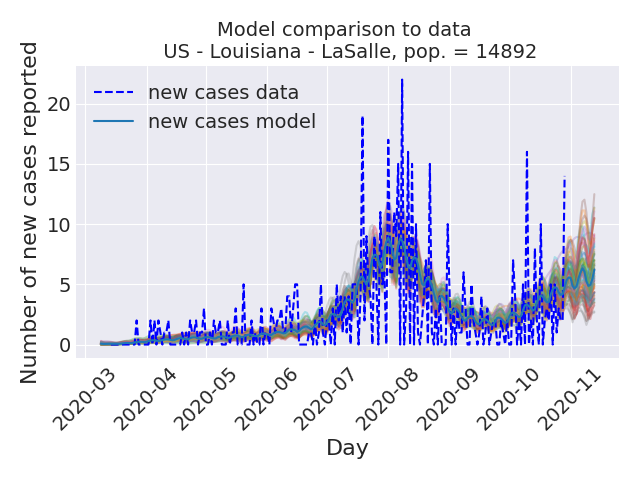 Model comparison to data
US - Louisiana - LaSalle, pop. = 14892
new cases data
new cases model
Number of new cases reported
20
15
10
5
0
2020-03
2020-04
2020-05
2020-06
2020-07
2020-08
2020-09
2020-10
2020-11
Day